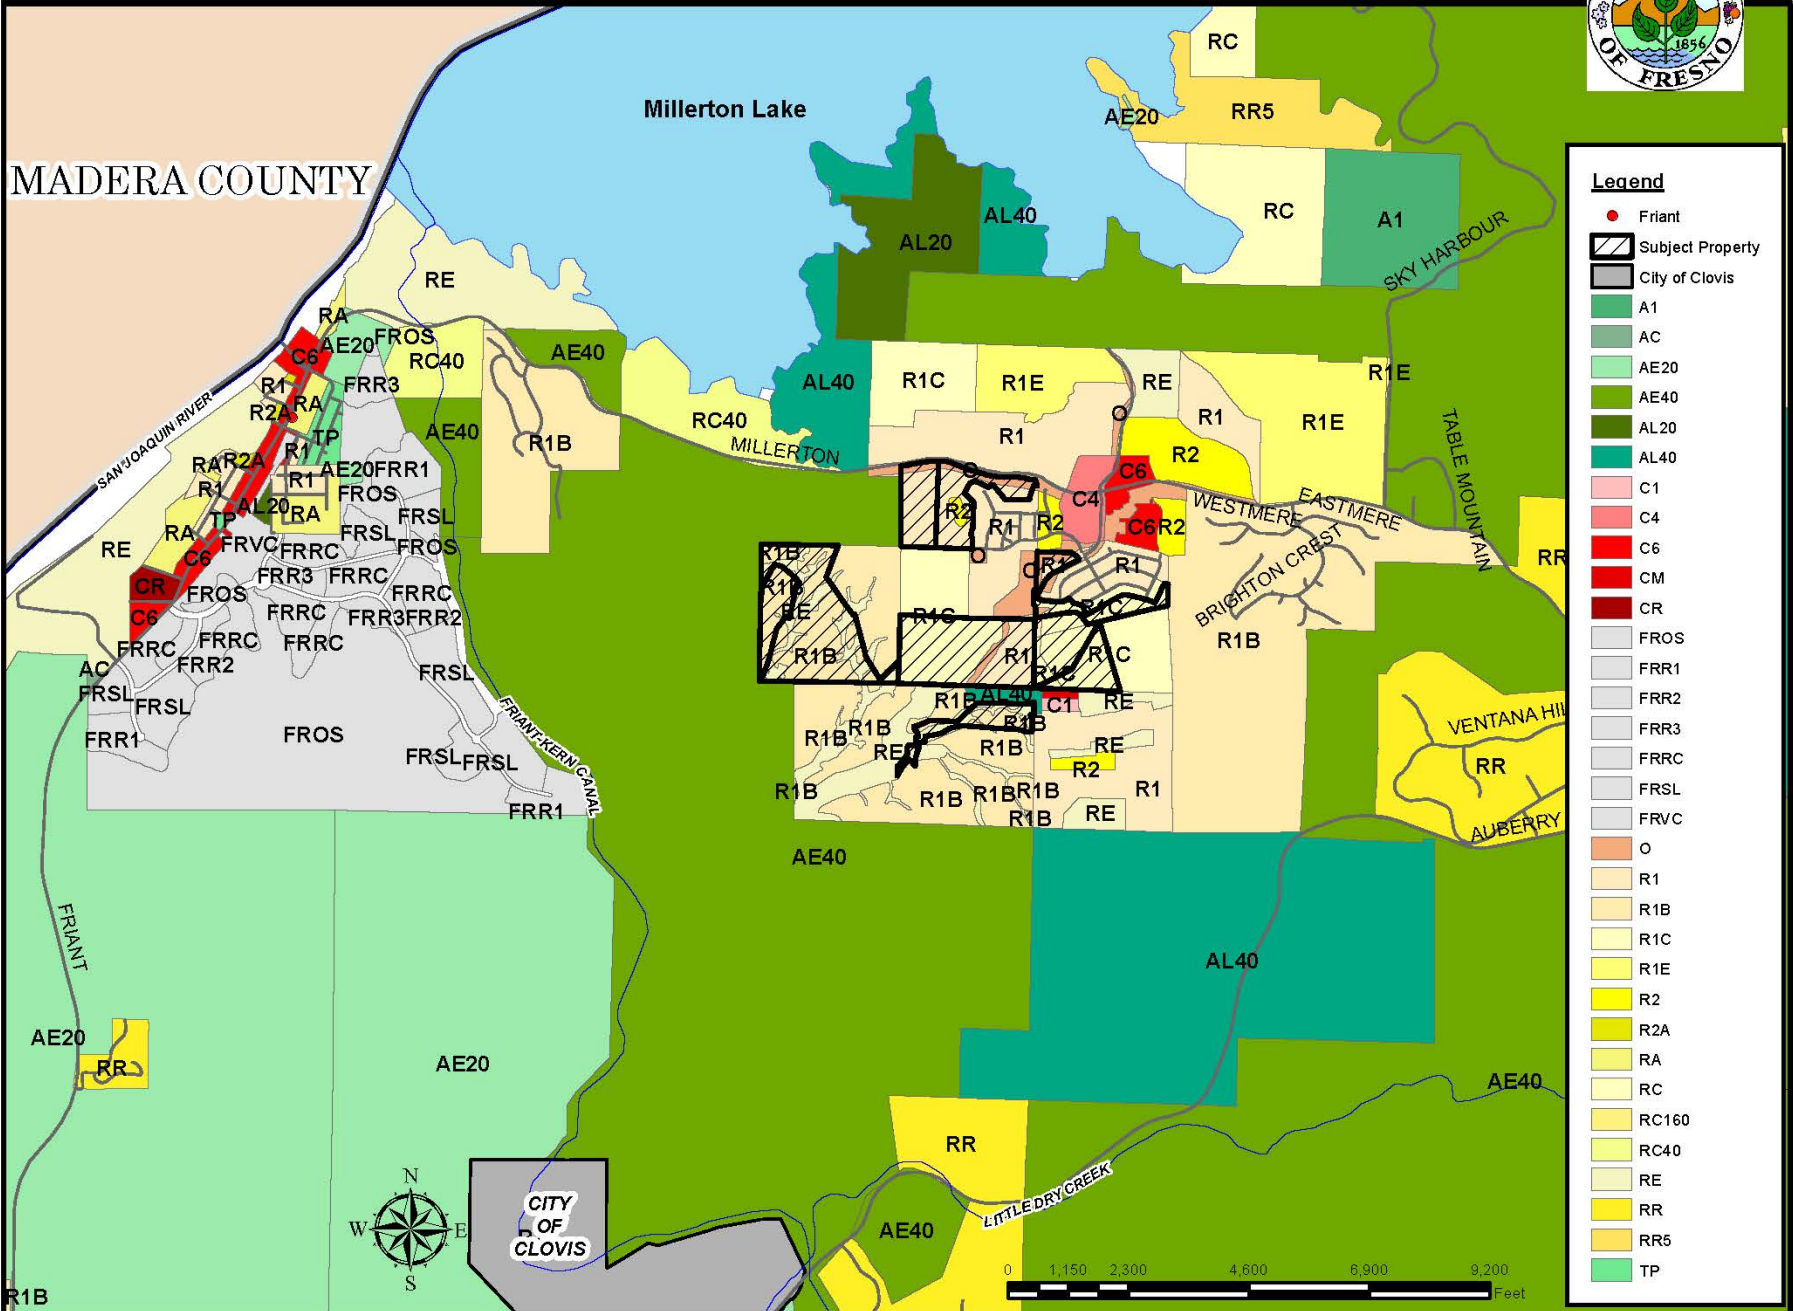 OF FRESNO
1856
RC
Millerton Lake
AE20
RR5
MADERA COUNTY
RC
A1
AL40
AL20
SKY HARBOUR
RE
RA
FROS
AE20
C6
RC40
AE40
AL40
R1C
R1E
RE
R1E
R1
FRR3
RA
R2A
R1
R1E
O
RC40
AE40
TP
R1
R1B
MILLERTON
R1
R2
TABLE MOUNTAIN
SAN JOAQUIN RIVER
RA
R2A
AE20
FRR1
R1
R1
FROS
O
C6
C4
WESTMERE
EASTMERE
AL20
RA
TP
RA
FRSL
FRSL
R2
R1
R2
C6
R2
RE
C6
FRVC
FRRC
FROS
BRIGHTON CREST
RR
CR
FRR3
FRRC
FROS
FRRC
R1B
O
O
R1
R1
R1B
RE
C6
FRRC
FRR3
FRR2
R1C
R1C
FRRC
FRRC
FRRC
R1B
R1B
R1
R1C
R1C
AC
FRR2
FRSL
FRSL
FRSL
R1B
AL40
C1
RE
FRIANT-KERN CANAL
FRR1
FROS
R1B
R1B
R1B
VENTANA HIL
FRSL
FRSL
RE
R1B
RE
R2
RR
R1B
R1B
R1B
R1B
R1
FRR1
R1B
RE
AUBERRY
AE40
FRIANT
AL40
AE20
RR
AE20
AE40
RR
LITTLE DRY CREEK
AE40
N
W
E
S
CITY
OF
CLOVIS
R1B
0 1,150 2,300 4,600 6,900 9,200
Feet
Legend
Friant
Subject Property
City of Clovis
A1
AC
AE20
AE40
AL20
AL40
C1
C4
C6
CM
CR
FROS
FRR1
FRR2
FRR3
FRRC
FRSL
FRVC
O
R1
R1B
R1C
R1E
R2
R2A
RA
RC
RC160
RC40
RE
RR
RR5
TP